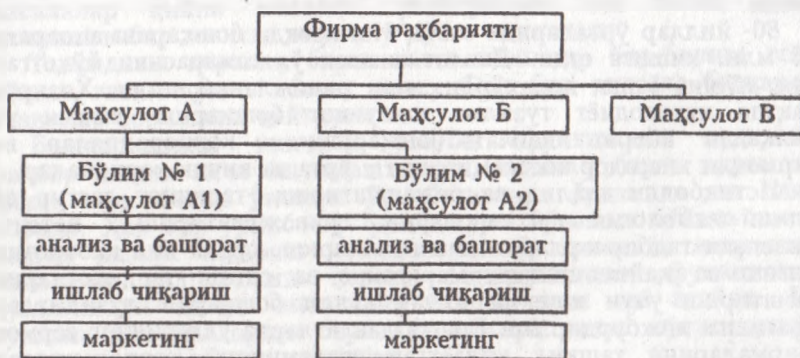 Фирма раҳбарияти
Маҳсулот А
Маҳсулот Б
Маҳсулот В
Бўлим № 1
(маҳсулот А1)
Бўлим № 2
(маҳсулот А2)
анализ ва башорат
анализ ва башорат
ишлаб чиқариш
ишлаб чиқариш
маркетинг
маркетинг